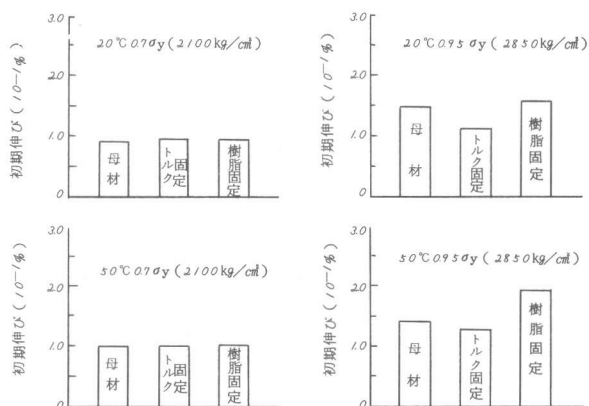 3.0
20℃ 0.7σy(2100kg/c㎡)
2.0
1.0
0
初期伸び(10⁻¹%)
母材
トルク固定
樹脂固定
3.0
20℃ 0.95σy(2850kg/c㎡)
2.0
1.0
0
初期伸び(10⁻¹%)
母材
トルク固定
樹脂固定
3.0
50℃ 0.7σy(2100kg/c㎡)
2.0
1.0
0
初期伸び(10⁻¹%)
母材
トルク固定
樹脂固定
3.0
50℃ 0.95σy(2850kg/c㎡)
2.0
1.0
0
初期伸び(10⁻¹%)
母材
トルク固定
樹脂固定